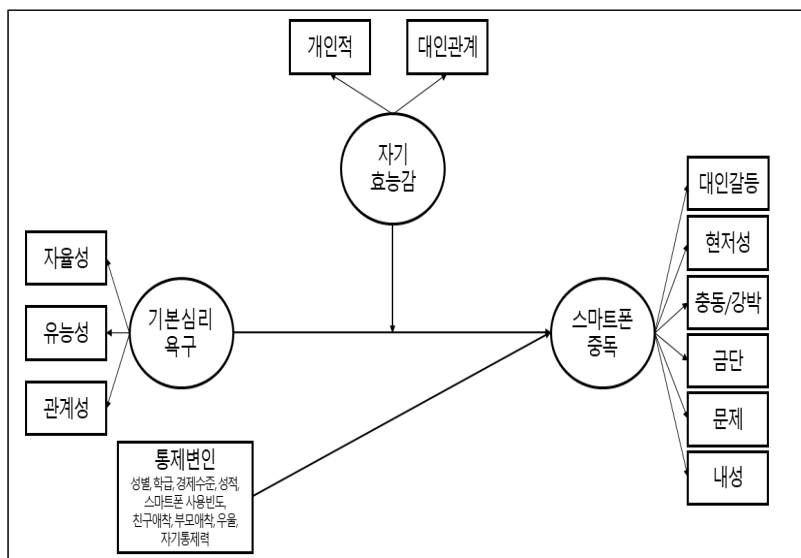 개인적
대인관계
자기
효능감
대인갈등
현저성
자율성
충동/강박
유능성
기본심리
욕구
스마트폰
중독
금단
관계성
문제
내성
통제변인
성별, 학급, 경제수준, 성적,
스마트폰 사용빈도,
친구애착, 부모애착, 우울,
자기통제력